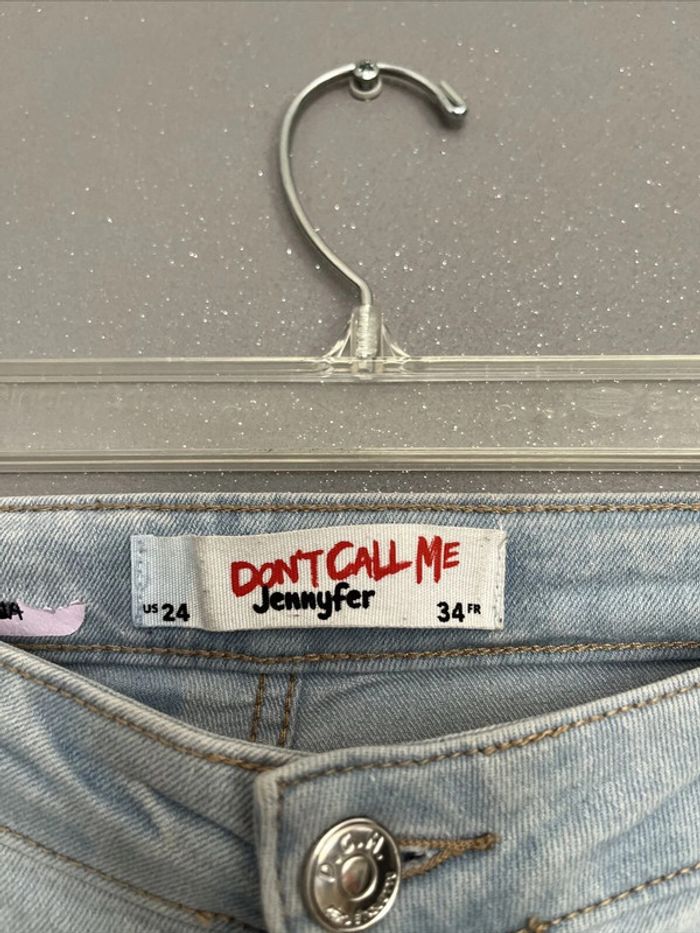 DON'T CALL ME
Jennyfer
US 24
34 FR
D.C.M.